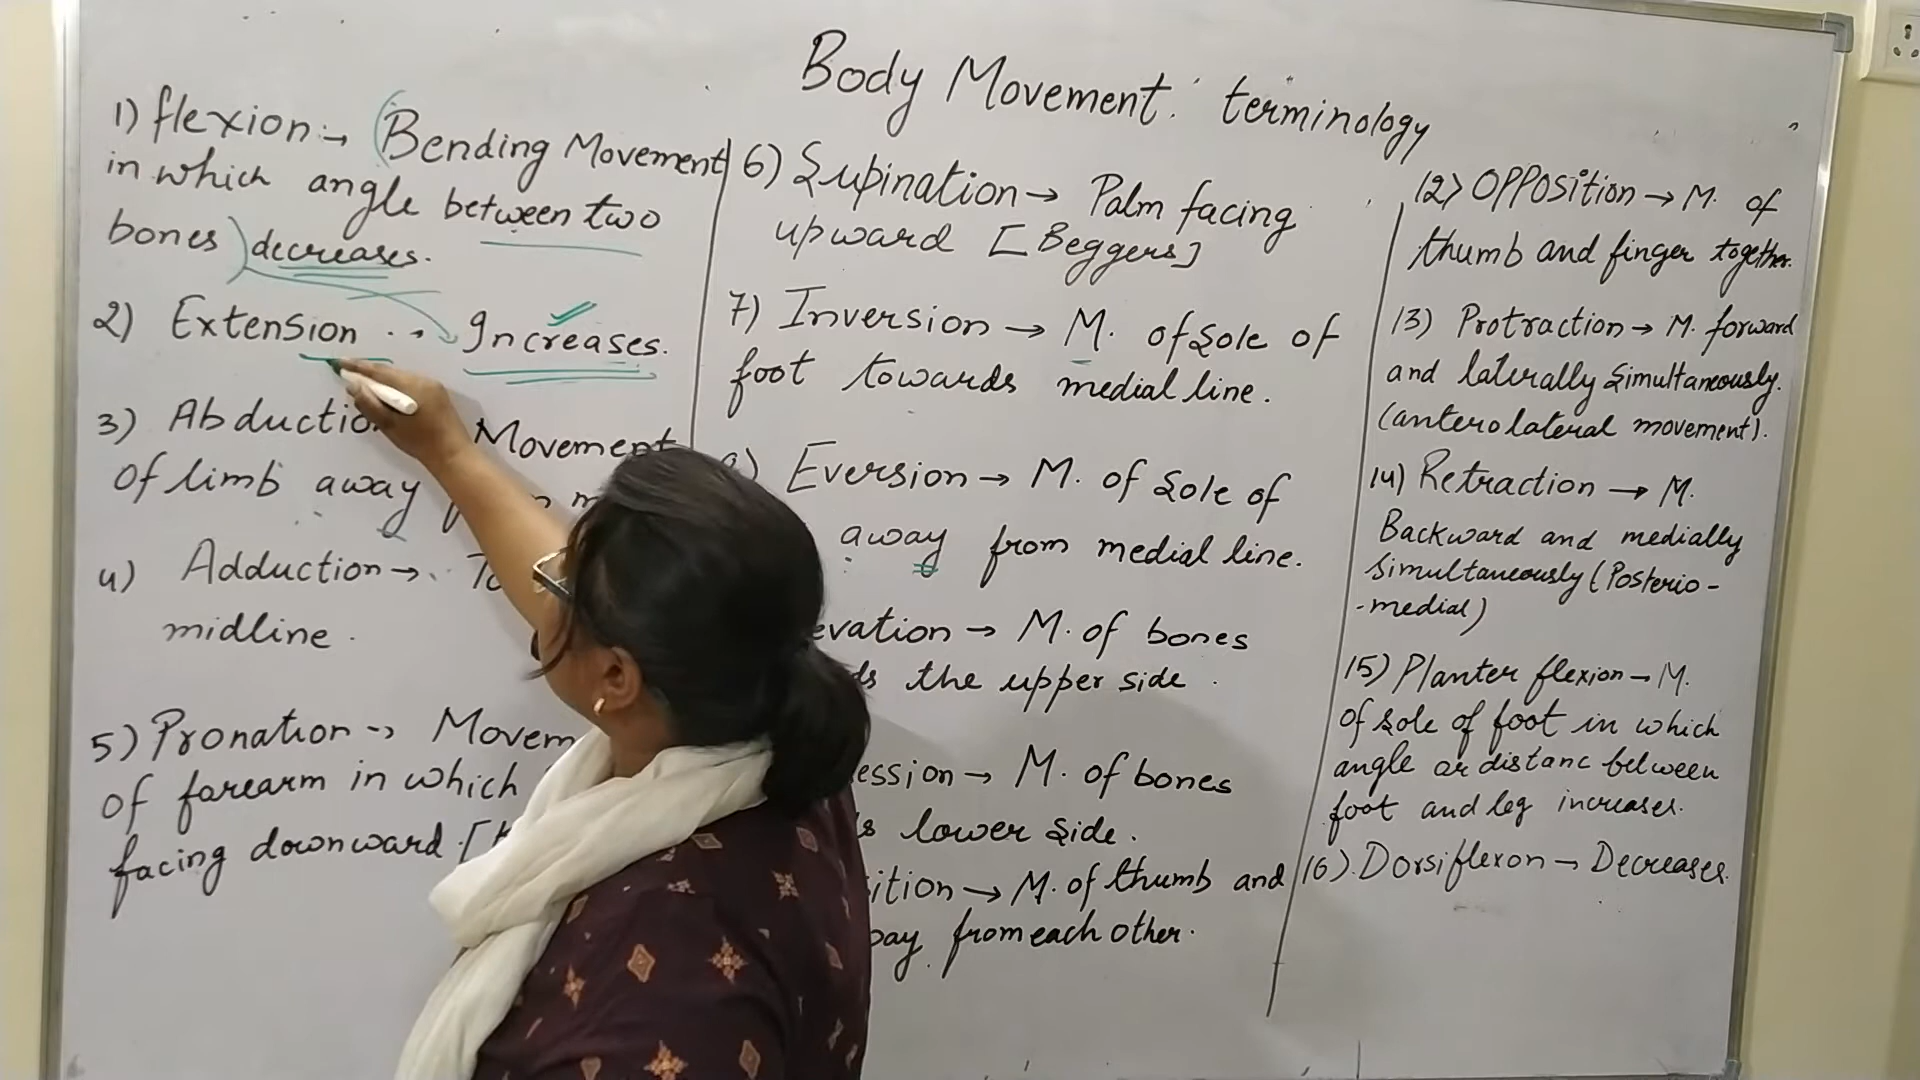 Body Movement: terminology
1) flexion:→ (Bending Movement
in which angle between two
bones) decreases.
2) Extension → Increases.
3) Abduction Movement
of limb away
4) Adduction →
midline.
5) Pronation → Movem
of forearm in which
facing downward. [
6) Supination → Palm facing
upward [Beggers]
7) Inversion → M. of sole of
foot towards medial line.
) Eversion → M. of sole of
away from medial line.
evation → M. of bones
ds the upper side.
ession → M. of bones
s lower side.
ition → M. of thumb and
from each other.
12) OPPOSITION → M. of
thumb and finger together.
13) Protraction → M. forward
and laterally simultaneously.
(anterolateral movement).
14) Retraction → M.
Backward and medially
simultaneously (Posterio-
-medial)
15) Planter flexion → M.
of sole of foot in which
angle or distanc between
foot and leg increases.
16). Dorsiflexon → Decreases.